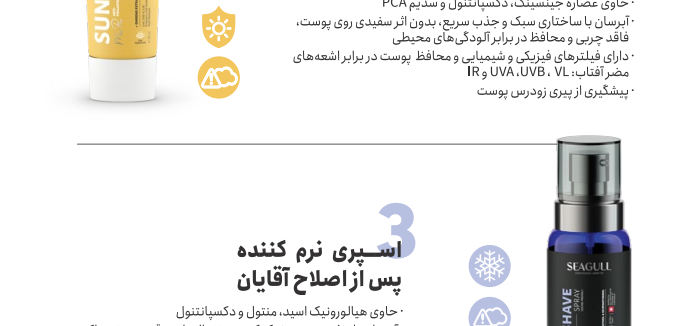 · حاوی عصاره جینسینگ، دکسپانتنول و سدیم PCA
· آبرسان با ساختاری سبک و جذب سریع، بدون اثر سفیدی روی پوست،
فاقد چربی و محافظ در برابر آلودگی‌های محیطی
· دارای فیلترهای فیزیکی و شیمیایی و محافظ پوست در برابر اشعه‌های
مضر آفتاب: UVA ،UVB ، VL و IR
· پیشگیری از پیری زودرس پوست
SUN
3
اسپری نرم کننده
پس از اصلاح آقایان
· حاوی هیالورونیک اسید، منتول و دکسپانتنول
SEAGULL
HAVE
SPRAY